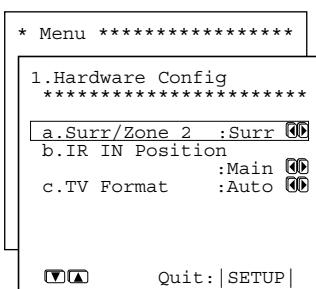 * Menu *****************
1.Hardware Config
***********************
a.Surr/Zone 2 :Surr
b.IR IN Position
:Main
c.TV Format :Auto
Quit:|SETUP|